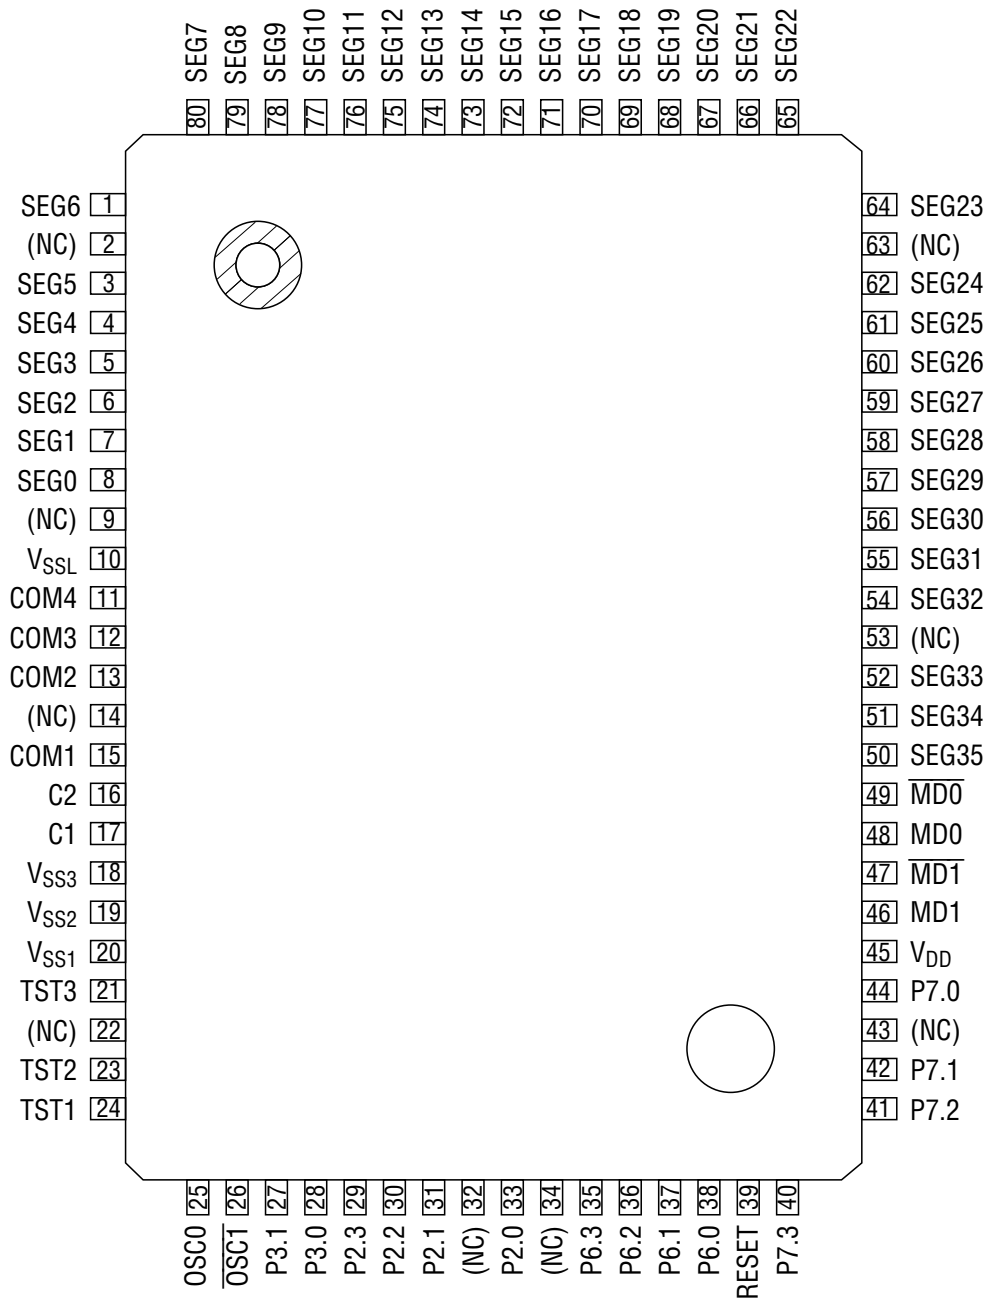 SEG7
SEG8
SEG9
SEG10
SEG11
SEG12
SEG13
SEG14
SEG15
SEG16
SEG17
SEG18
SEG19
SEG20
SEG21
SEG22
80
79
78
77
76
75
74
73
72
71
70
69
68
67
66
65
SEG6 1
(NC) 2
SEG5 3
SEG4 4
SEG3 5
SEG2 6
SEG1 7
SEG0 8
(NC) 9
VSSL 10
COM4 11
COM3 12
COM2 13
(NC) 14
COM1 15
C2 16
C1 17
VSS3 18
VSS2 19
VSS1 20
TST3 21
(NC) 22
TST2 23
TST1 24
64 SEG23
63 (NC)
62 SEG24
61 SEG25
60 SEG26
59 SEG27
58 SEG28
57 SEG29
56 SEG30
55 SEG31
54 SEG32
53 (NC)
52 SEG33
51 SEG34
50 SEG35
49 M̅D̅0̅
48 MD0
47 M̅D̅1̅
46 MD1
45 VDD
44 P7.0
43 (NC)
42 P7.1
41 P7.2
OSC0 25
O̅S̅C̅1̅ 26
P3.1 27
P3.0 28
P2.3 29
P2.2 30
P2.1 31
(NC) 32
P2.0 33
(NC) 34
P6.3 35
P6.2 36
P6.1 37
P6.0 38
RESET 39
P7.3 40